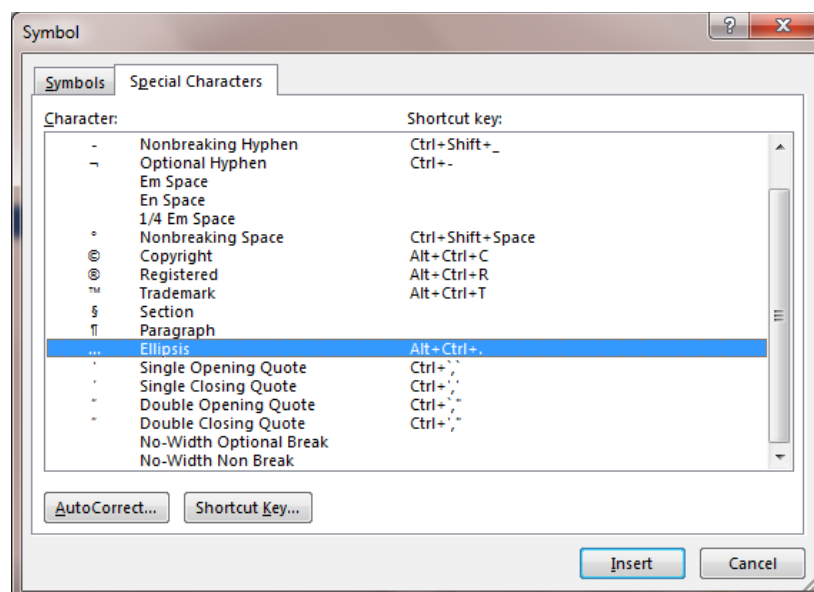 Symbol
Symbols Special Characters
Character: Shortcut key:
- Nonbreaking Hyphen Ctrl+Shift+_
¬ Optional Hyphen Ctrl+-
Em Space
En Space
1/4 Em Space
° Nonbreaking Space Ctrl+Shift+Space
© Copyright Alt+Ctrl+C
® Registered Alt+Ctrl+R
™ Trademark Alt+Ctrl+T
§ Section
¶ Paragraph
… Ellipsis Alt+Ctrl+.
‘ Single Opening Quote Ctrl+`,`
’ Single Closing Quote Ctrl+','
“ Double Opening Quote Ctrl+`,"
” Double Closing Quote Ctrl+',"
No-Width Optional Break
No-Width Non Break
AutoCorrect... Shortcut Key...
Insert Cancel